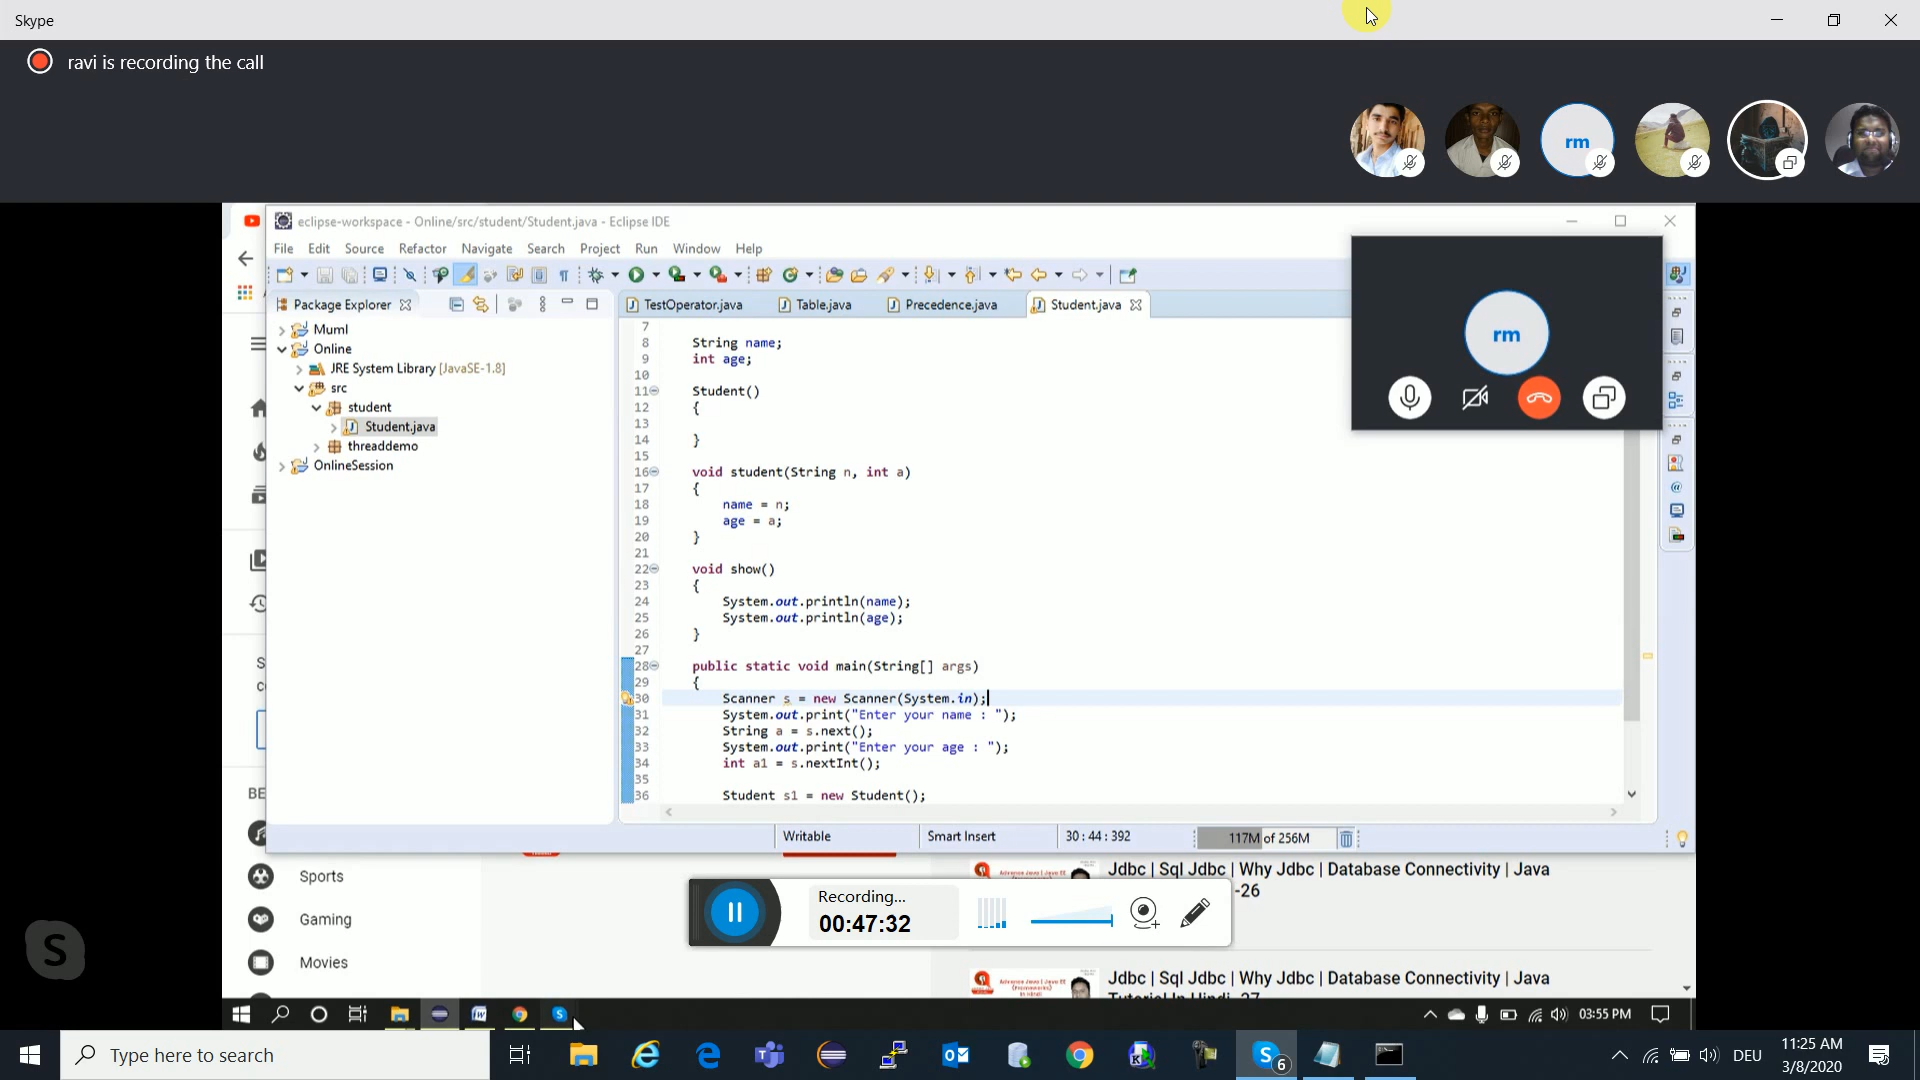 Skype
ravi is recording the call
rm
eclipse-workspace - Online/src/student/Student.java - Eclipse IDE
File Edit Source Refactor Navigate Search Project Run Window Help
Package Explorer
TestOperator.java Table.java Precedence.java Student.java
Muml
Online
JRE System Library [JavaSE-1.8]
src
student
Student.java
threaddemo
OnlineSession
rm
7
8 String name;
9 int age;
10
11 Student()
12 {
13
14 }
15
16 void student(String n, int a)
17 {
18 name = n;
19 age = a;
20 }
21
22 void show()
23 {
24 System.out.println(name);
25 System.out.println(age);
26 }
27
28 public static void main(String[] args)
29 {
30 Scanner s = new Scanner(System.in);
31 System.out.print("Enter your name : ");
32 String a = s.next();
33 System.out.print("Enter your age : ");
34 int a1 = s.nextInt();
35
36 Student s1 = new Student();
Writable Smart Insert 30 : 44 : 392 117M of 256M
BE
Sports
Gaming
Movies
Jdbc | Sql Jdbc | Why Jdbc | Database Connectivity | Java
-26
Recording...
00:47:32
Jdbc | Sql Jdbc | Why Jdbc | Database Connectivity | Java
03:55 PM
Type here to search
6
DEU
11:25 AM
3/8/2020